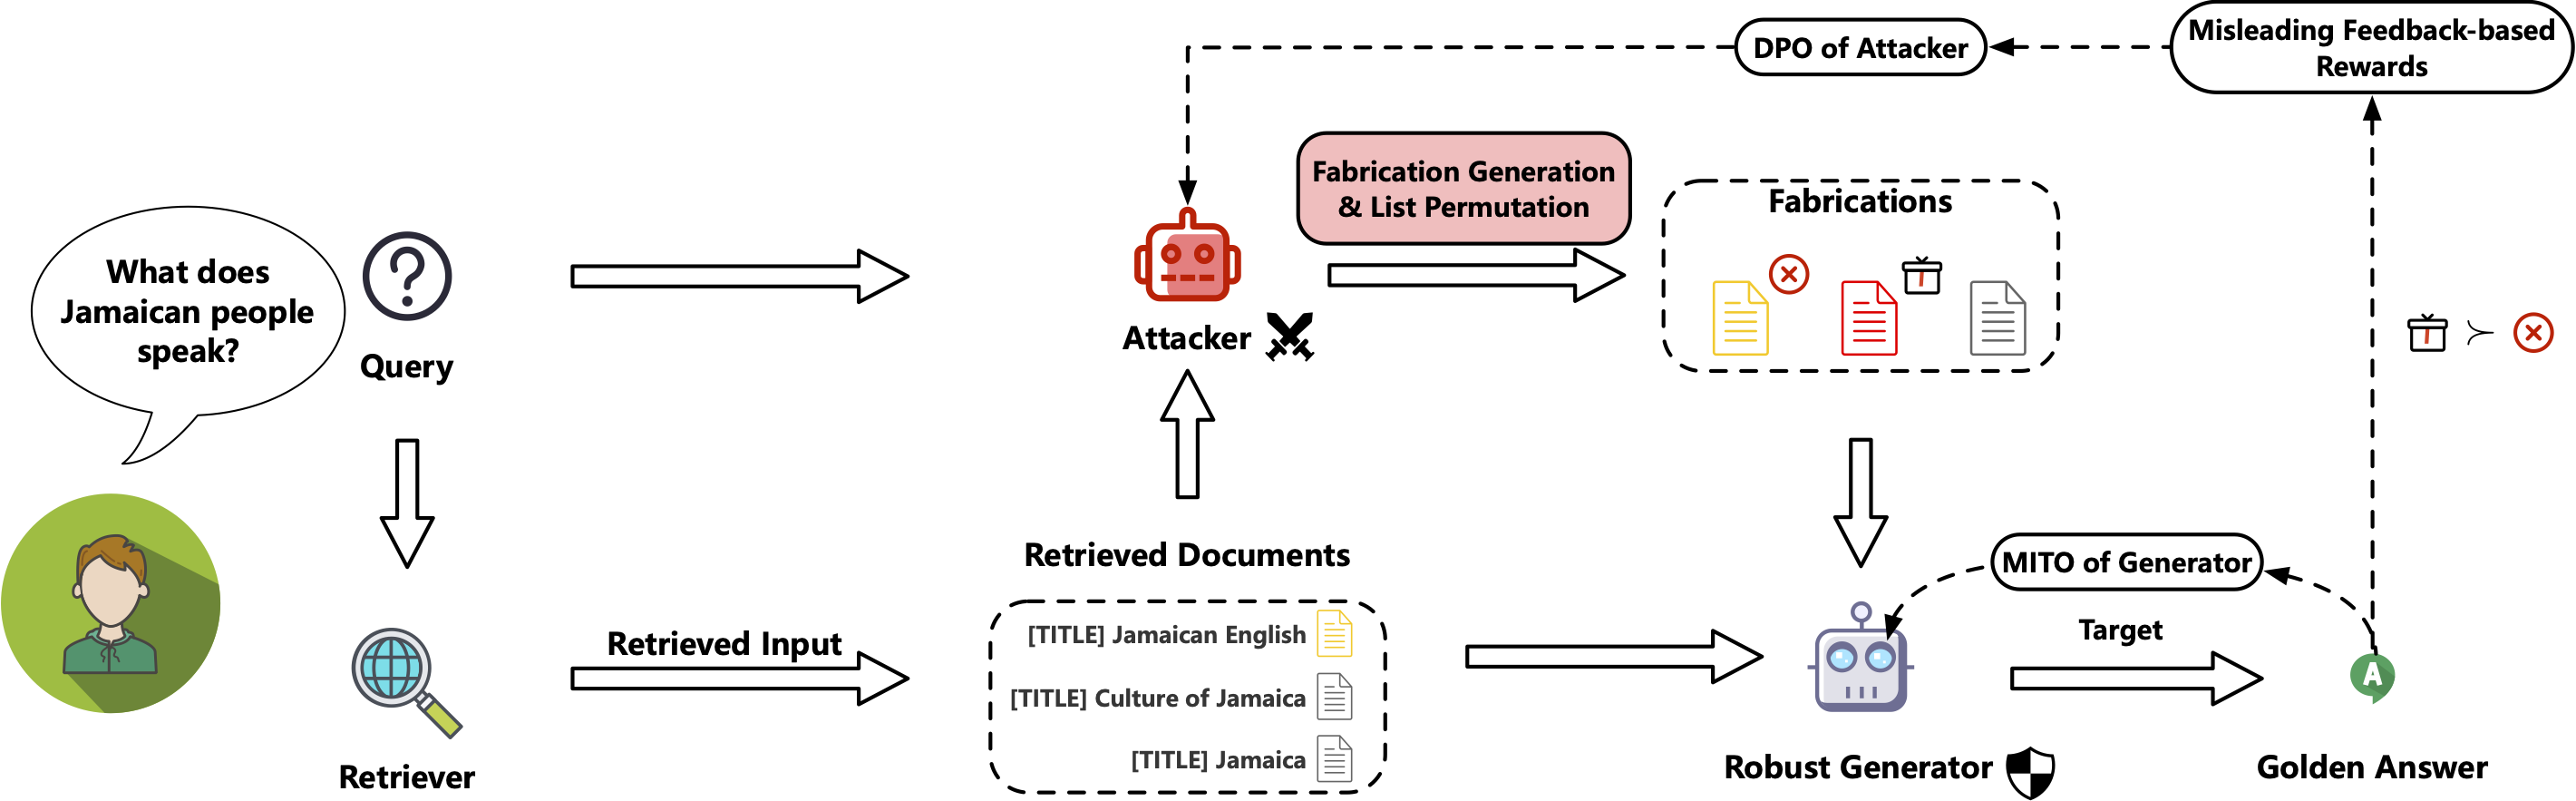 What does
Jamaican people
speak?
Query
Retriever
Retrieved Input
Retrieved Documents
[TITLE] Jamaican English
[TITLE] Culture of Jamaica
[TITLE] Jamaica
Attacker
Fabrication Generation
& List Permutation
Fabrications
DPO of Attacker
Misleading Feedback-based
Rewards
MITO of Generator
Target
Robust Generator
A
Golden Answer